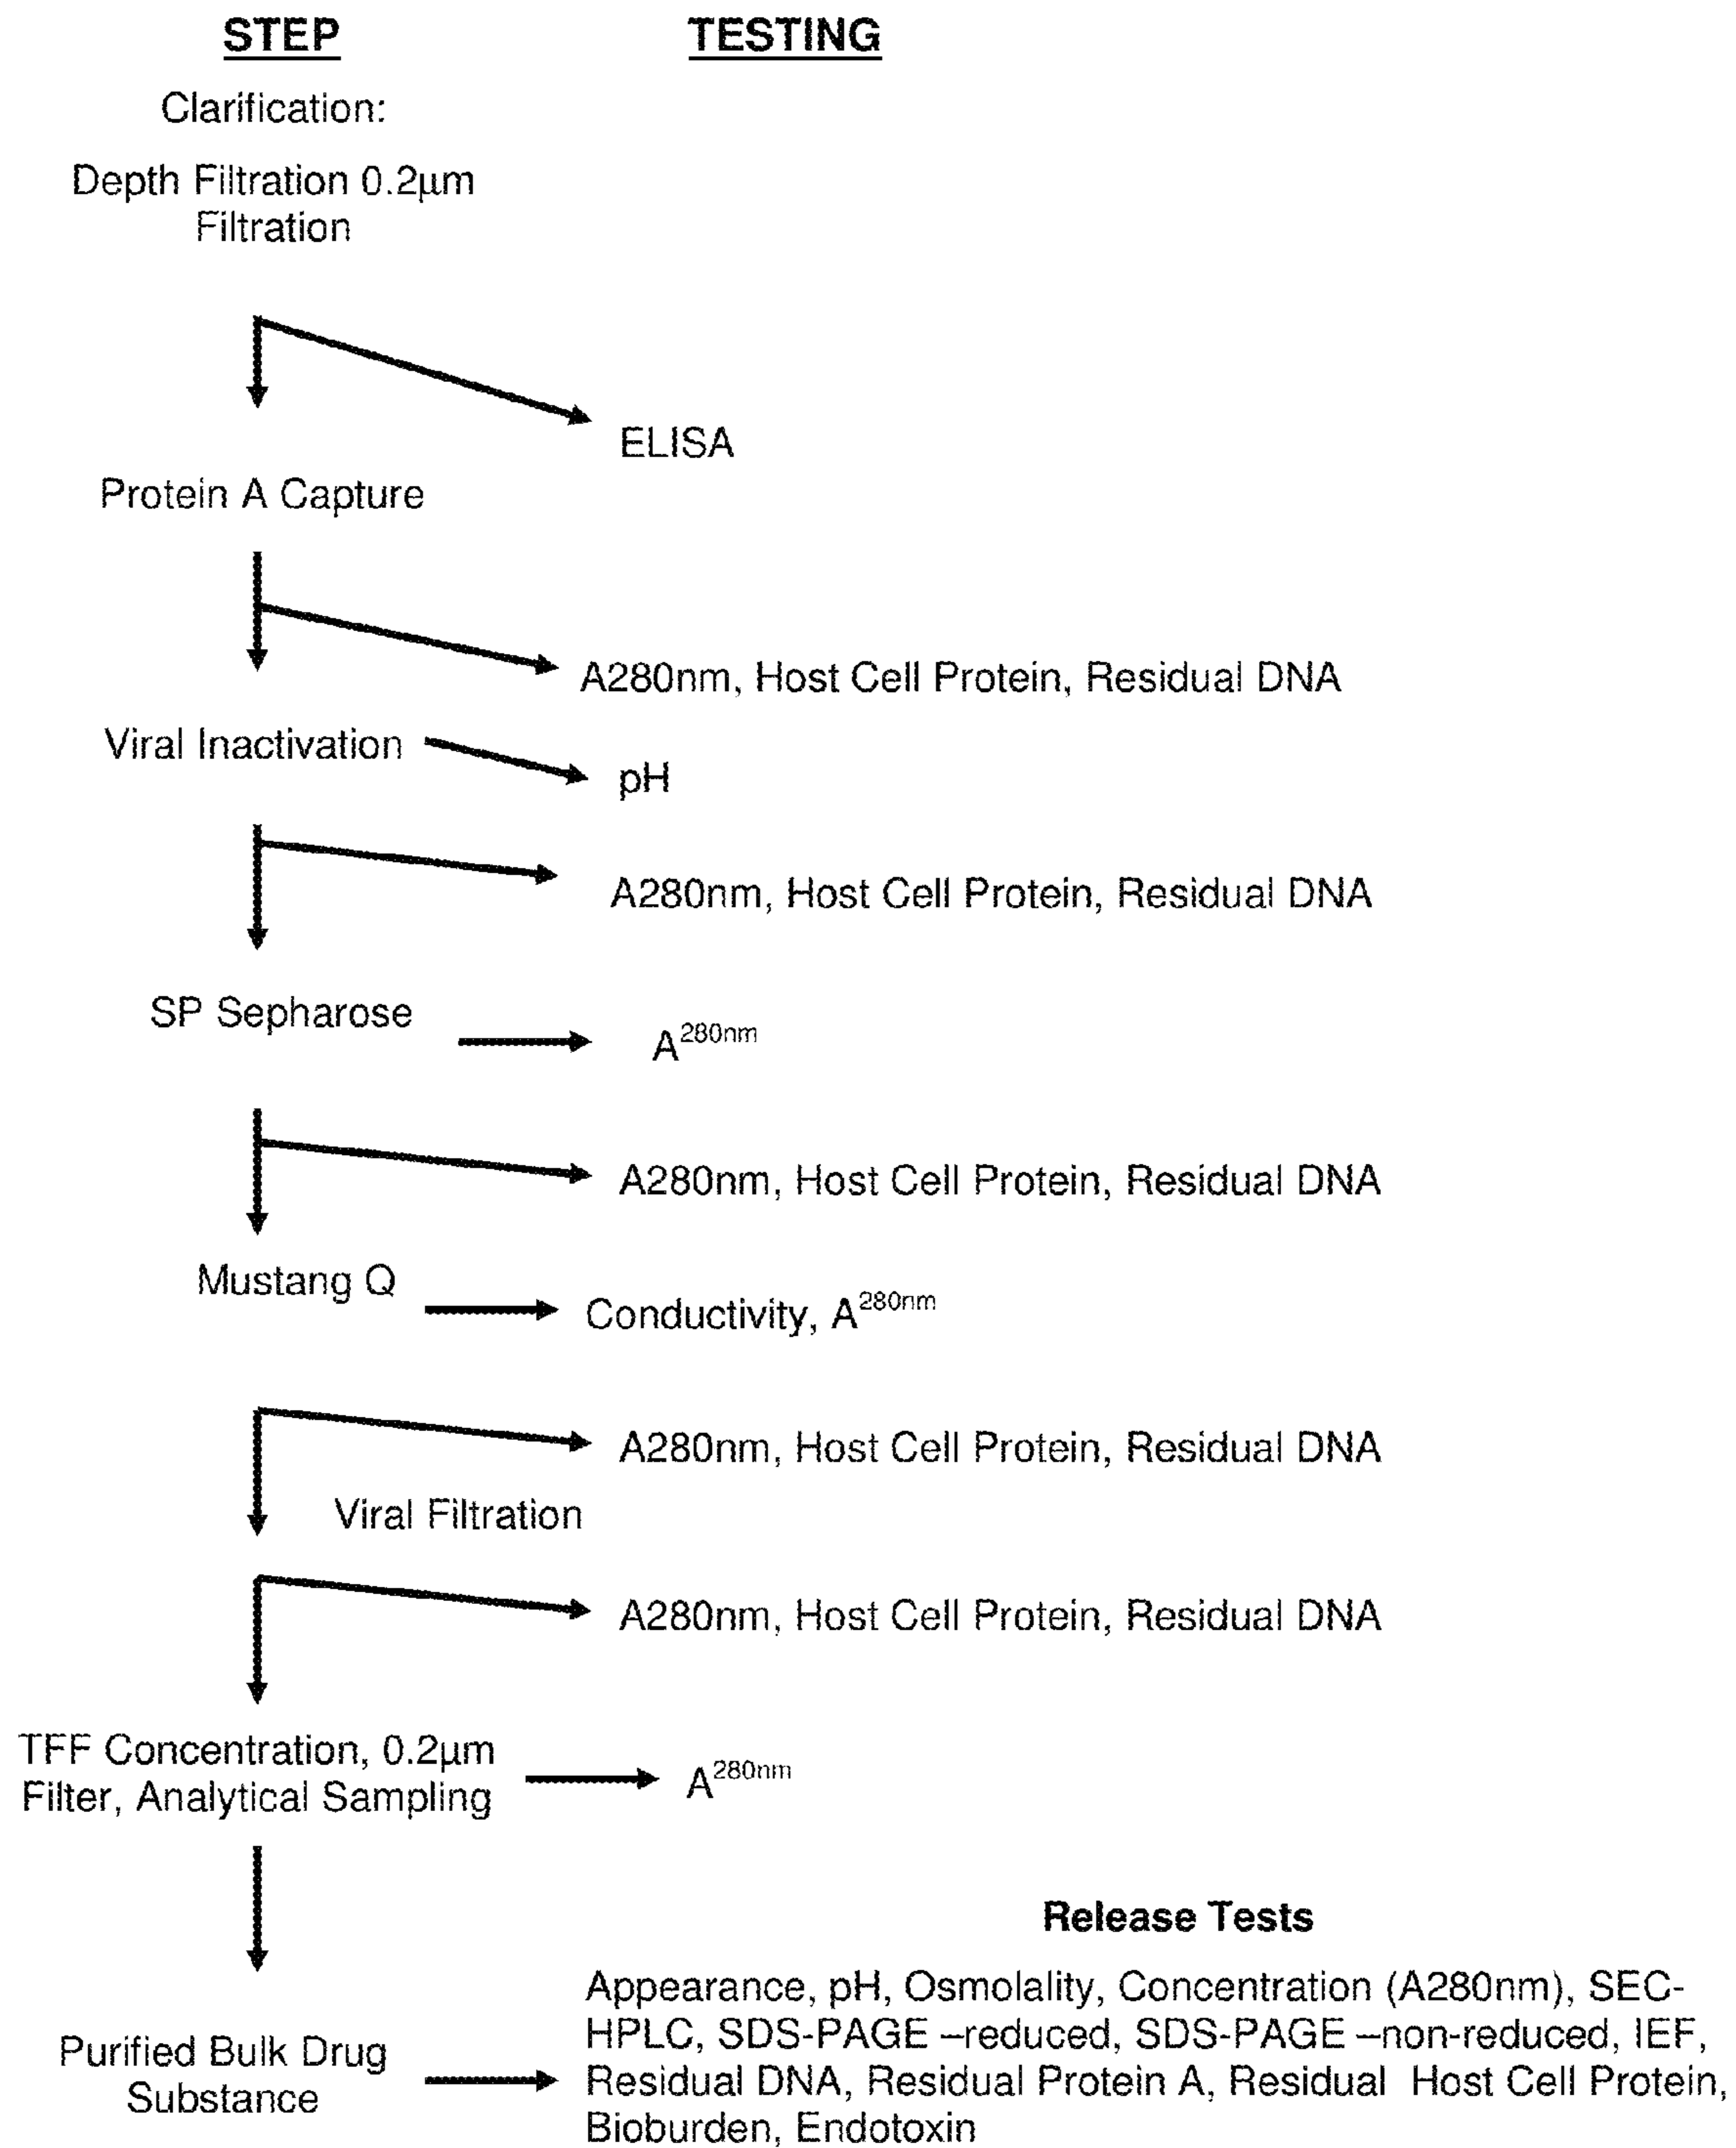 STEP TESTING
Clarification:
Depth Filtration 0.2µm
Filtration
ELISA
Protein A Capture
A280nm, Host Cell Protein, Residual DNA
Viral Inactivation
pH
A280nm, Host Cell Protein, Residual DNA
SP Sepharose
A280nm
A280nm, Host Cell Protein, Residual DNA
Mustang Q
Conductivity, A280nm
A280nm, Host Cell Protein, Residual DNA
Viral Filtration
A280nm, Host Cell Protein, Residual DNA
TFF Concentration, 0.2µm
Filter, Analytical Sampling
A280nm
Purified Bulk Drug
Substance
Release Tests
Appearance, pH, Osmolality, Concentration (A280nm), SEC-
HPLC, SDS-PAGE –reduced, SDS-PAGE –non-reduced, IEF,
Residual DNA, Residual Protein A, Residual Host Cell Protein,
Bioburden, Endotoxin